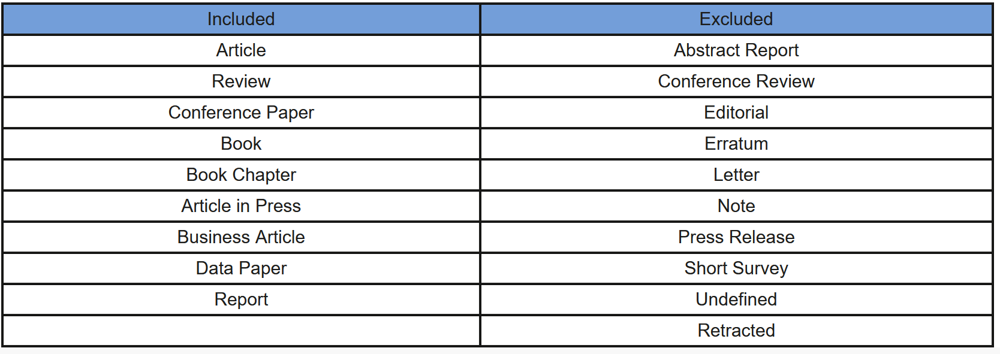 Included Excluded
Article Abstract Report
Review Conference Review
Conference Paper Editorial
Book Erratum
Book Chapter Letter
Article in Press Note
Business Article Press Release
Data Paper Short Survey
Report Undefined
Retracted